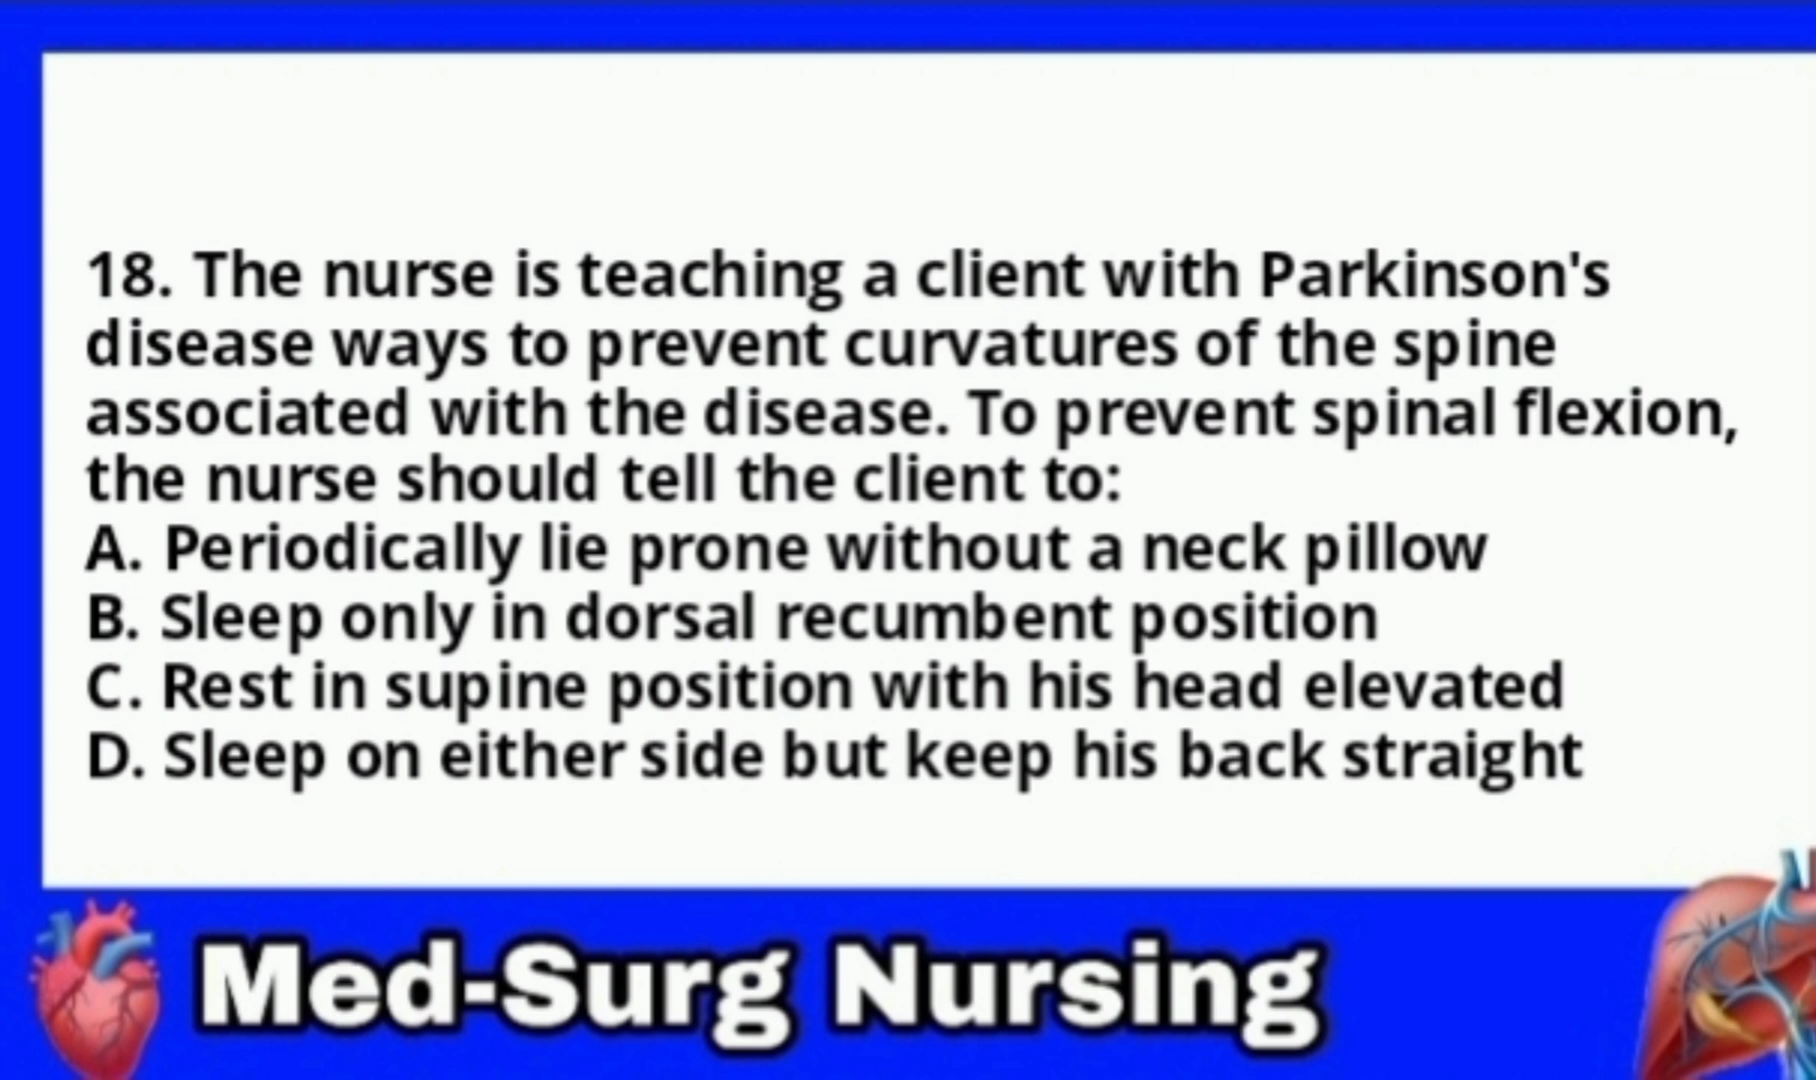 18. The nurse is teaching a client with Parkinson's
disease ways to prevent curvatures of the spine
associated with the disease. To prevent spinal flexion,
the nurse should tell the client to:
A. Periodically lie prone without a neck pillow
B. Sleep only in dorsal recumbent position
C. Rest in supine position with his head elevated
D. Sleep on either side but keep his back straight
Med-Surg Nursing